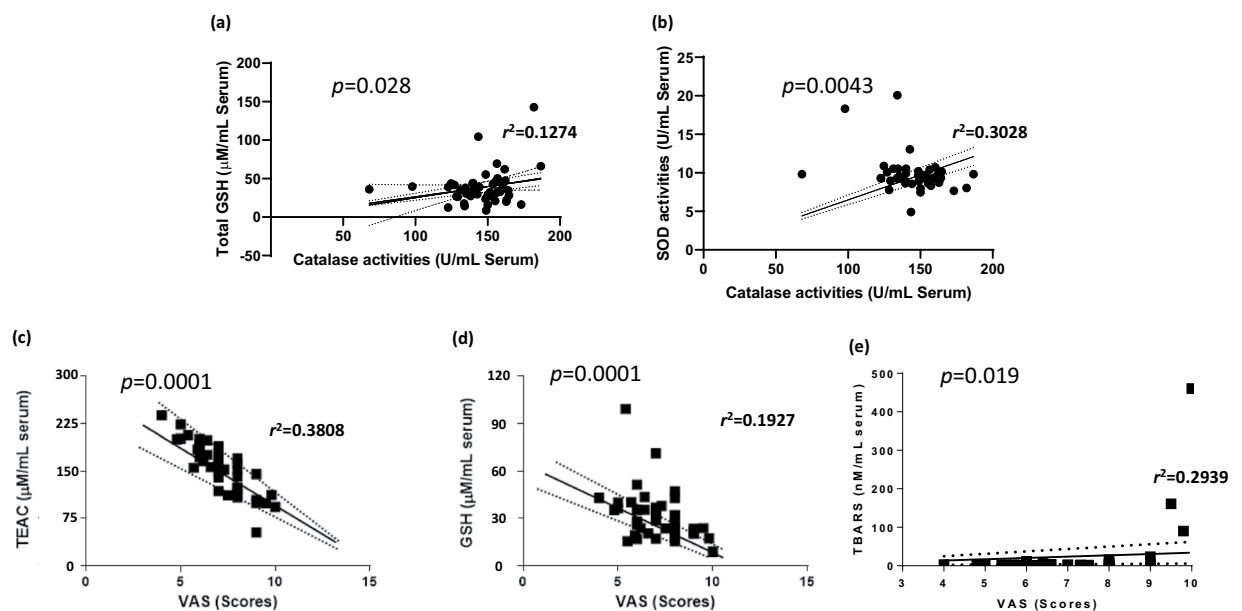 (a)
Total GSH (μM/mL Serum)
200
150
100
50
0
-50
p=0.028
r²=0.1274
50
100
150
200
Catalase activities (U/mL Serum)
(b)
SOD activities (U/mL Serum)
25
20
15
10
5
0
p=0.0043
r²=0.3028
0
50
100
150
200
Catalase activities (U/mL Serum)
(c)
TEAC (μM/mL serum)
300
225
150
75
0
p=0.0001
r²=0.3808
0
5
10
15
VAS (Scores)
(d)
GSH (μM/mL serum)
120
90
60
30
0
p=0.0001
r²=0.1927
0
5
10
15
VAS (Scores)
(e)
TBARS (nM/mL serum)
500
400
300
200
100
0
p=0.019
r²=0.2939
3
4
5
6
7
8
9
10
VAS (Scores)